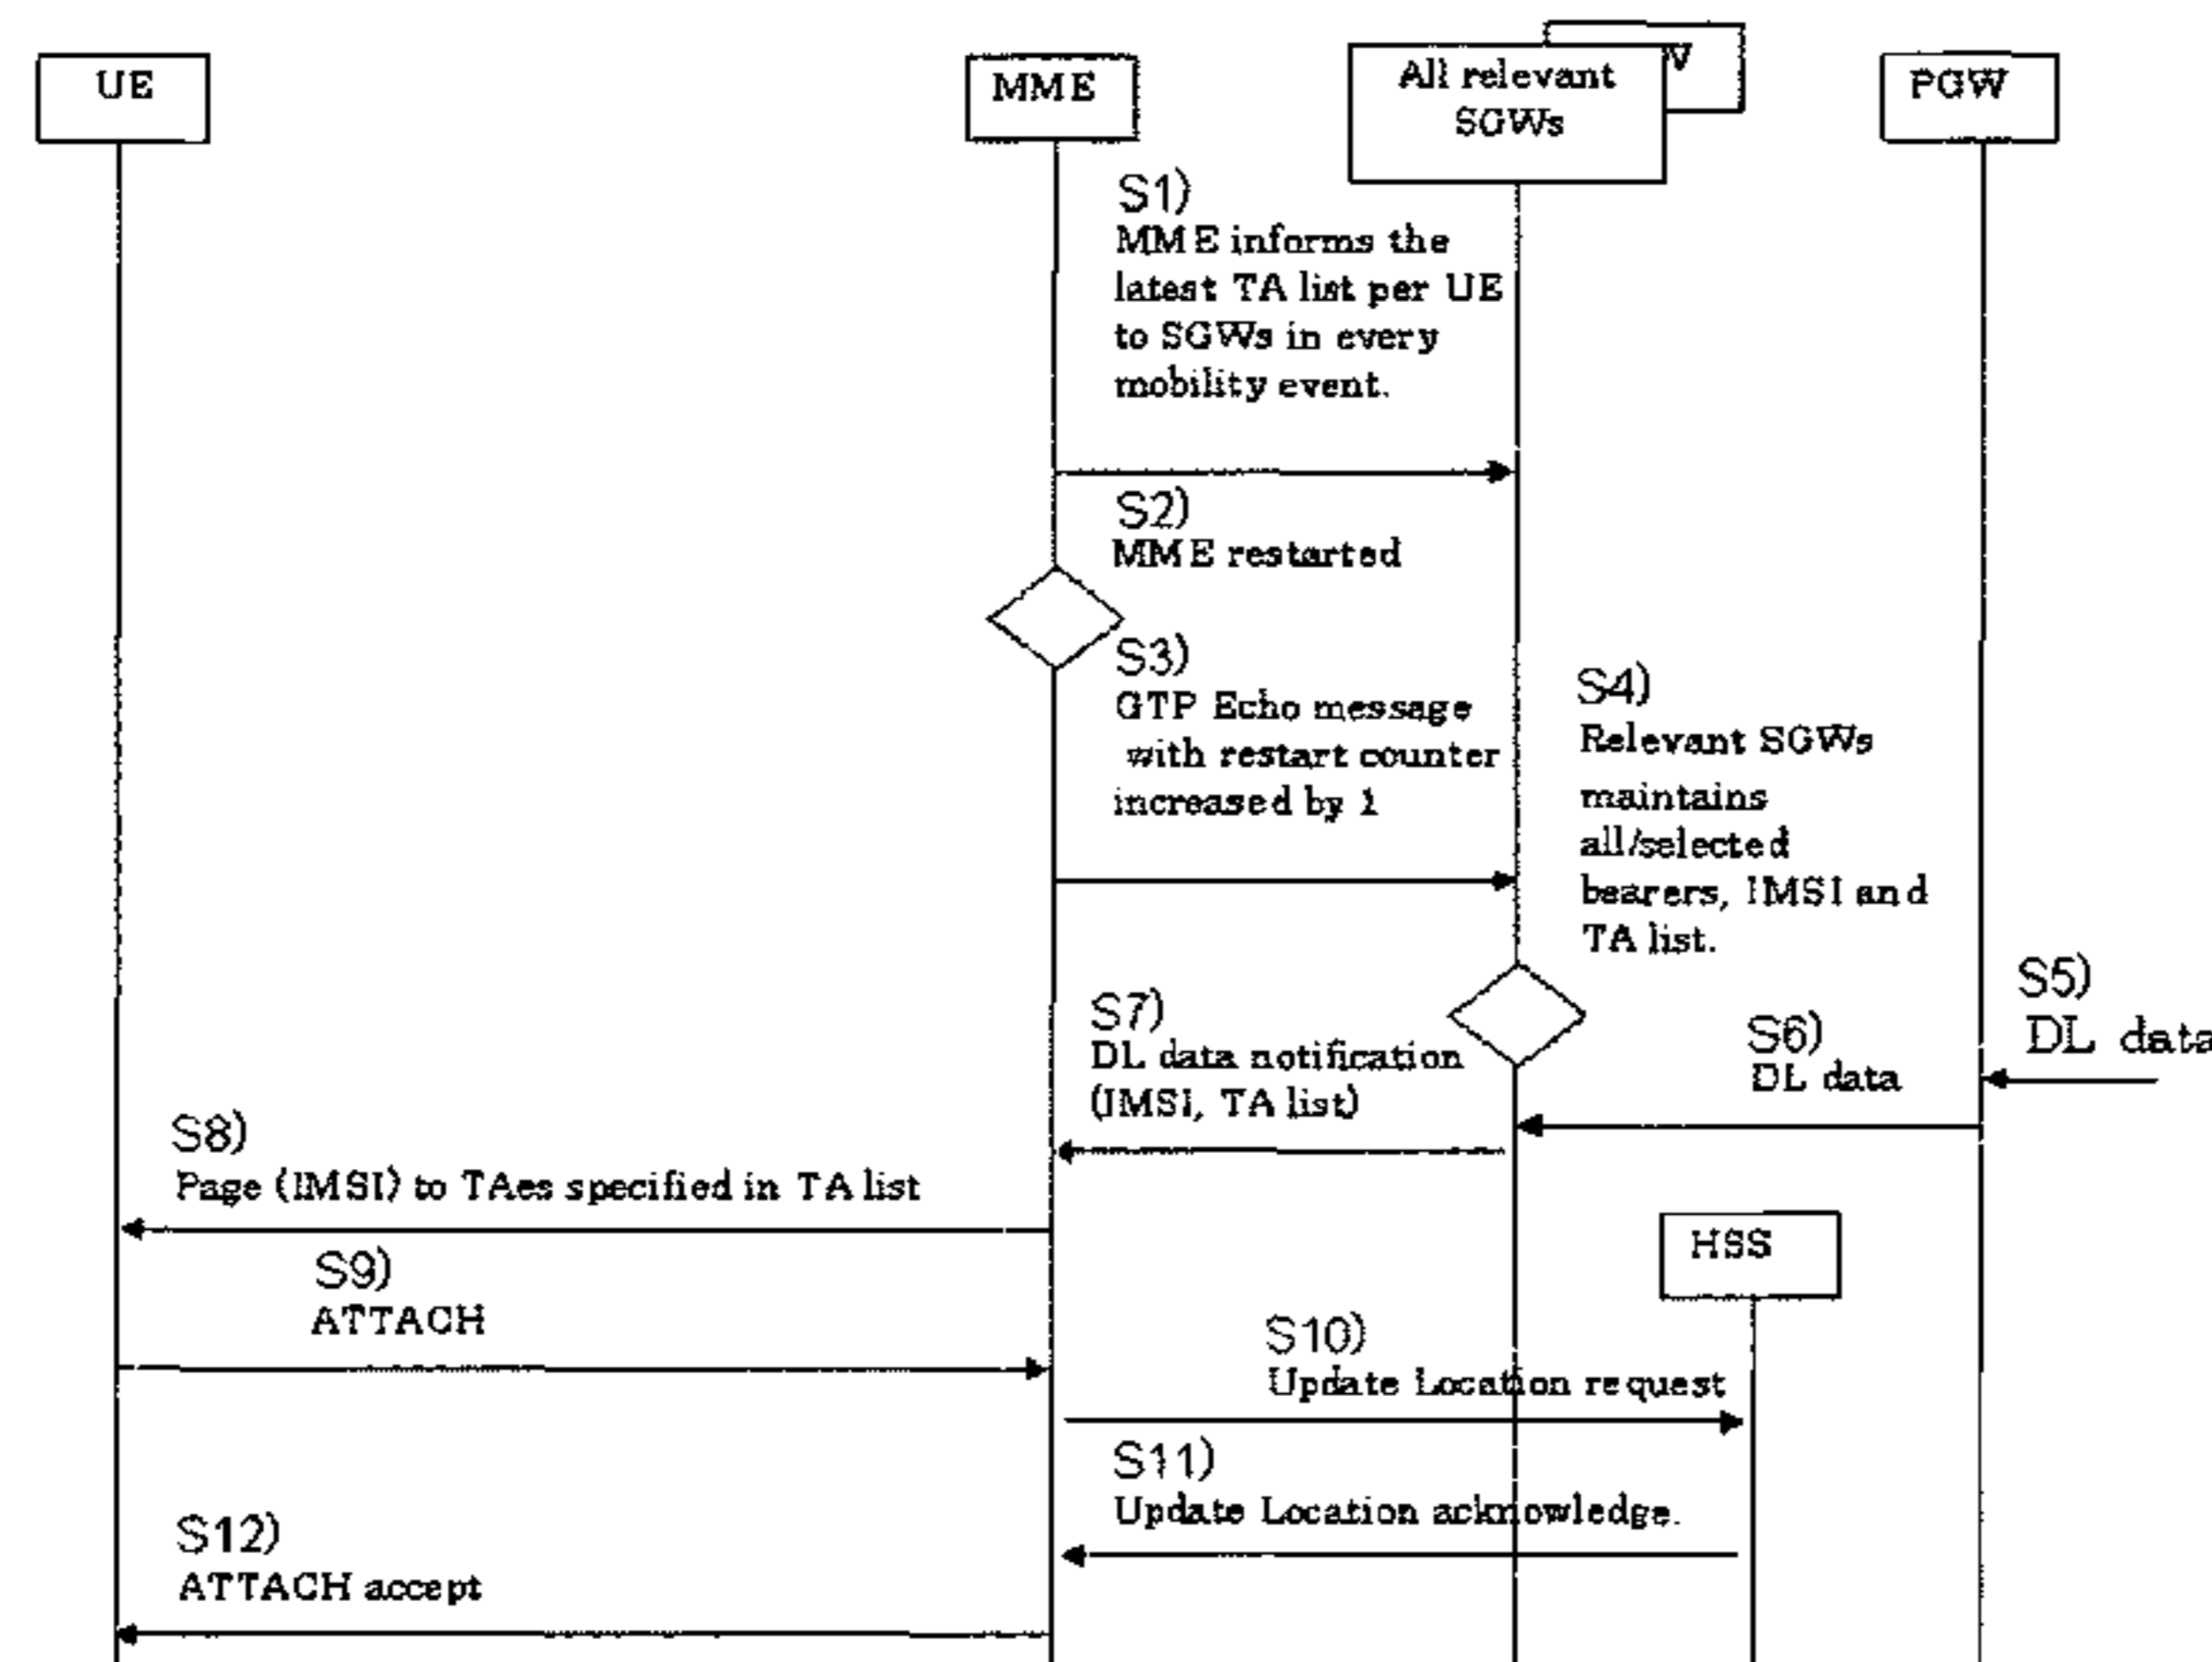 UE
MME
All relevant
SGWs
PGW
S1)
MME informs the
latest TA list per UE
to SGWs in every
mobility event.
S2)
MME restarted
S3)
GTP Echo message
with restart counter
increased by 1
S4)
Relevant SGWs
maintains
all/selected
bearers, IMSI and
TA list.
S5)
DL data
S6)
DL data
S7)
DL data notification
(IMSI, TA list)
S8)
Page (IMSI) to TAes specified in TA list
HSS
S9)
ATTACH
S10)
Update Location request
S11)
Update Location acknowledge.
S12)
ATTACH accept